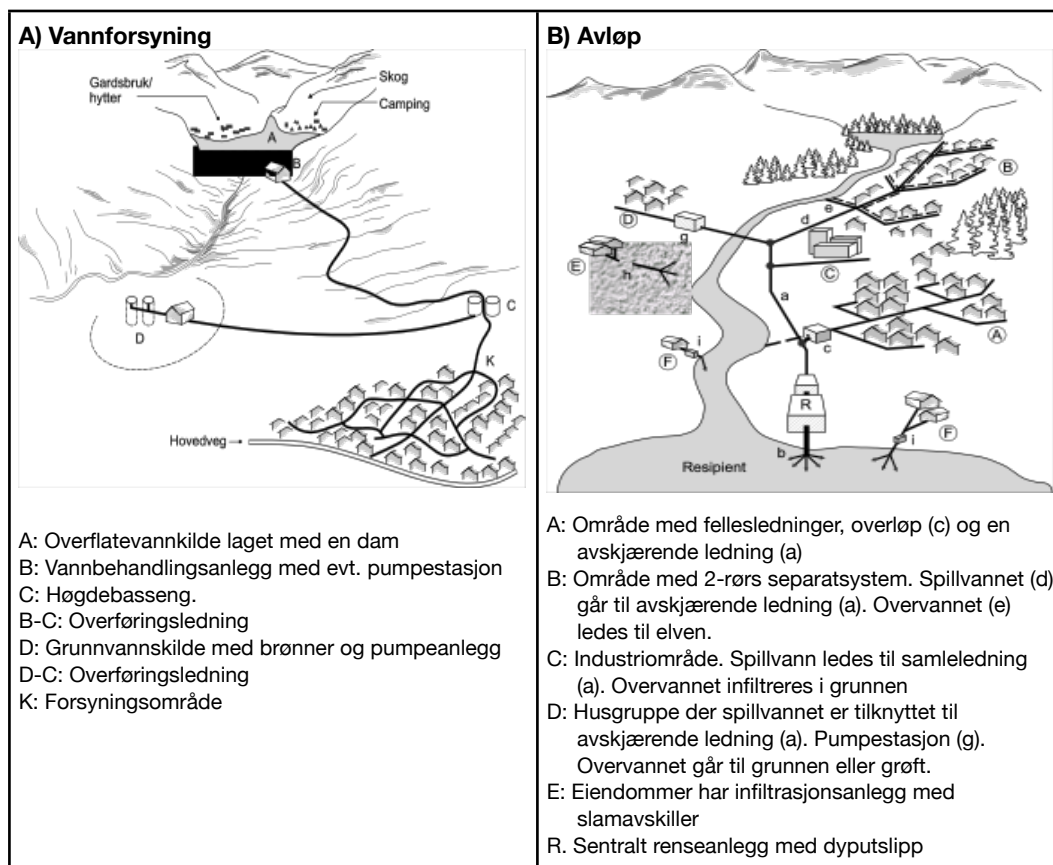 A) Vannforsyning
Gardsbruk/
hytter
Skog
Camping
A
B
C
D
K
Hovedveg
A: Overflatevannkilde laget med en dam
B: Vannbehandlingsanlegg med evt. pumpestasjon
C: Høgdebasseng.
B-C: Overføringsledning
D: Grunnvannskilde med brønner og pumpeanlegg
D-C: Overføringsledning
K: Forsyningsområde
B) Avløp
B
e
d
D
g
E
h
C
a
A
c
F
i
R
F
i
b
Resipient
A: Område med fellesledninger, overløp (c) og en
avskjærende ledning (a)
B: Område med 2-rørs separatsystem. Spillvannet (d)
går til avskjærende ledning (a). Overvannet (e)
ledes til elven.
C: Industriområde. Spillvann ledes til samleledning
(a). Overvannet infiltreres i grunnen
D: Husgruppe der spillvannet er tilknyttet til
avskjærende ledning (a). Pumpestasjon (g).
Overvannet går til grunnen eller grøft.
E: Eiendommer har infiltrasjonsanlegg med
slamavskiller
R. Sentralt renseanlegg med dyputslipp